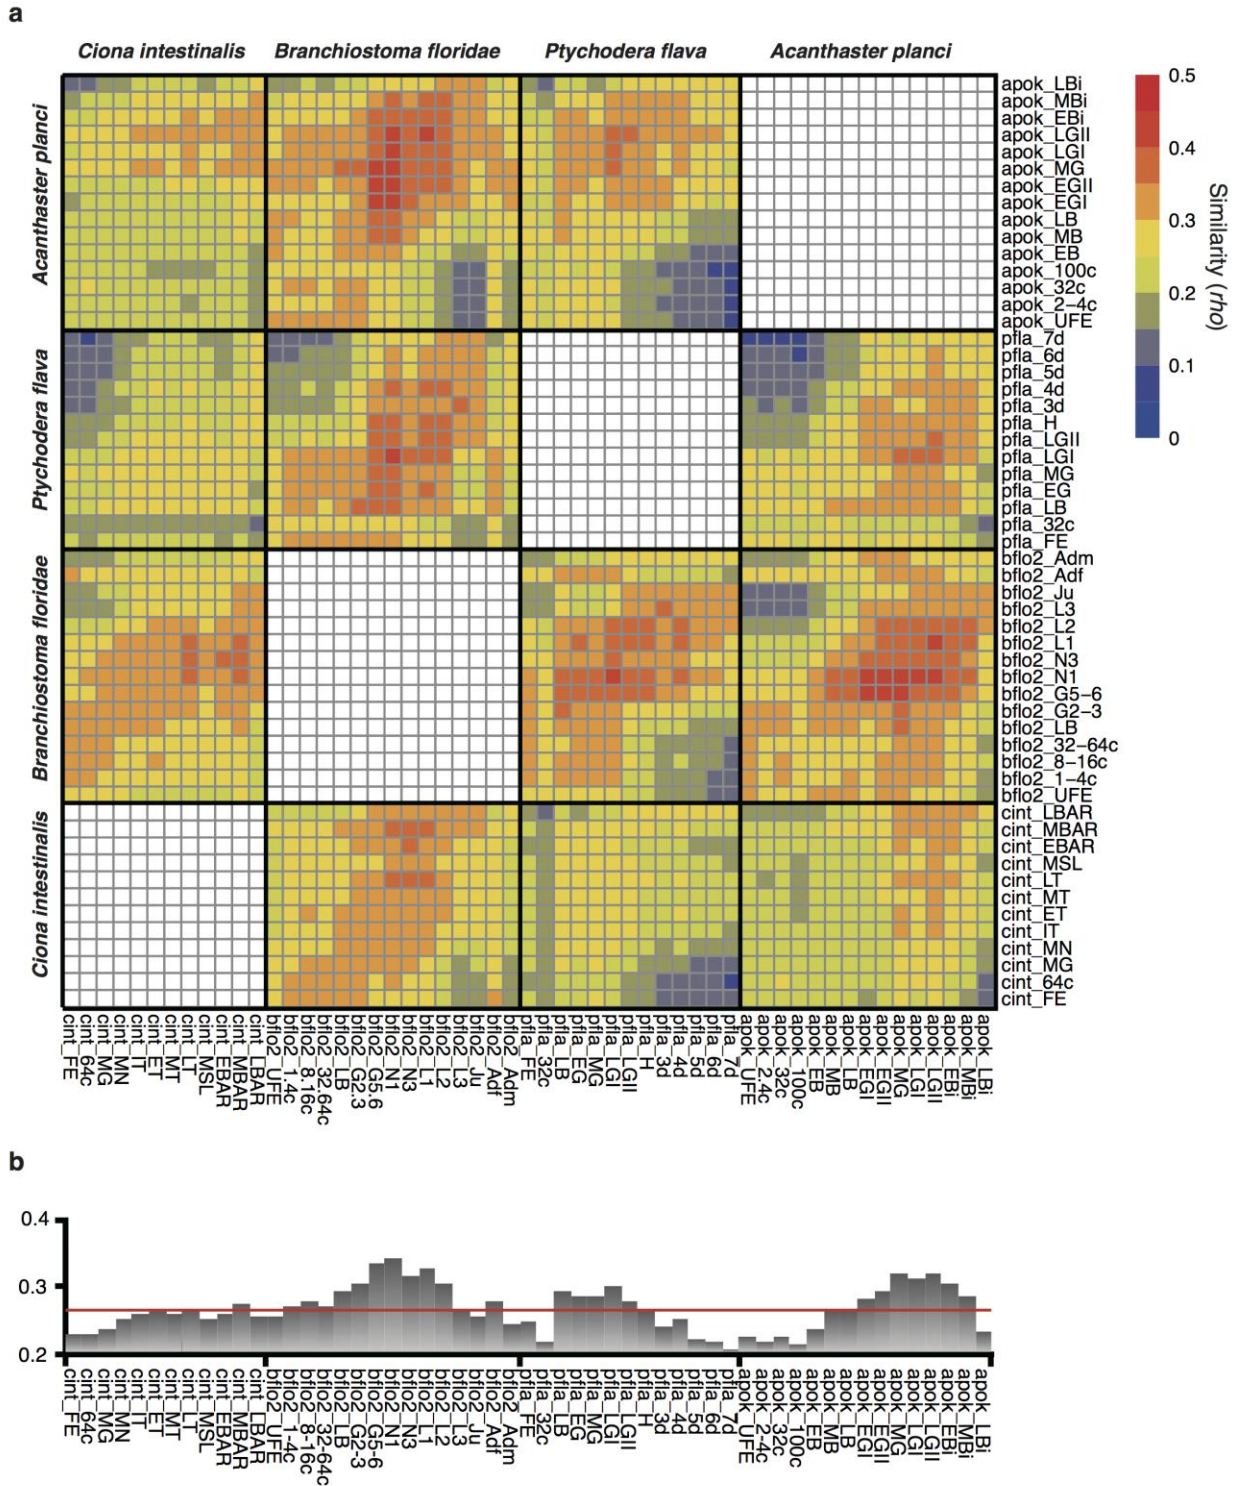 a
Ciona intestinalis
Branchiostoma floridae
Ptychodera flava
Acanthaster planci
Acanthaster planci
Ptychodera flava
Branchiostoma floridae
Ciona intestinalis
apok_LBi
apok_MBi
apok_EBi
apok_LGII
apok_LGI
apok_MG
apok_EGII
apok_EGI
apok_LB
apok_MB
apok_EB
apok_100c
apok_32c
apok_2−4c
apok_UFE
pfla_7d
pfla_6d
pfla_5d
pfla_4d
pfla_3d
pfla_H
pfla_LGII
pfla_LGI
pfla_MG
pfla_EG
pfla_LB
pfla_32c
pfla_FE
bflo2_Adm
bflo2_Adf
bflo2_Ju
bflo2_L3
bflo2_L2
bflo2_L1
bflo2_N3
bflo2_N1
bflo2_G5−6
bflo2_G2−3
bflo2_LB
bflo2_32−64c
bflo2_8−16c
bflo2_1−4c
bflo2_UFE
cint_LBAR
cint_MBAR
cint_EBAR
cint_MSL
cint_LT
cint_MT
cint_ET
cint_IT
cint_MN
cint_MG
cint_64c
cint_FE
0.5
0.4
0.3
0.2
0.1
0
Similarity (rho)
cint_FE
cint_64c
cint_MG
cint_MN
cint_IT
cint_ET
cint_MT
cint_LT
cint_MSL
cint_EBAR
cint_MBAR
cint_LBAR
bflo2_UFE
bflo2_1.4c
bflo2_8.16c
bflo2_32.64c
bflo2_LB
bflo2_G2.3
bflo2_G5.6
bflo2_N1
bflo2_N3
bflo2_L1
bflo2_L2
bflo2_L3
bflo2_Ju
bflo2_Adf
bflo2_Adm
pfla_FE
pfla_32c
pfla_LB
pfla_EG
pfla_MG
pfla_LGI
pfla_LGII
pfla_H
pfla_3d
pfla_4d
pfla_5d
pfla_6d
pfla_7d
apok_UFE
apok_2.4c
apok_32c
apok_100c
apok_EB
apok_MB
apok_LB
apok_EGI
apok_EGII
apok_MG
apok_LGI
apok_LGII
apok_EBi
apok_MBi
apok_LBi
b
0.4
0.3
0.2
cint_FE
cint_64c
cint_MG
cint_MN
cint_IT
cint_ET
cint_MT
cint_LT
cint_MSL
cint_EBAR
cint_MBAR
cint_LBAR
bflo2_UFE
bflo2_1-4c
bflo2_8-16c
bflo2_32-64c
bflo2_LB
bflo2_G2-3
bflo2_G5-6
bflo2_N1
bflo2_N3
bflo2_L1
bflo2_L2
bflo2_L3
bflo2_Ju
bflo2_Adf
bflo2_Adm
pfla_FE
pfla_32c
pfla_LB
pfla_EG
pfla_MG
pfla_LGI
pfla_LGII
pfla_H
pfla_3d
pfla_4d
pfla_5d
pfla_6d
pfla_7d
apok_UFE
apok_2-4c
apok_32c
apok_100c
apok_EB
apok_MB
apok_LB
apok_EGI
apok_EGII
apok_MG
apok_LGI
apok_LGII
apok_EBi
apok_MBi
apok_LBi